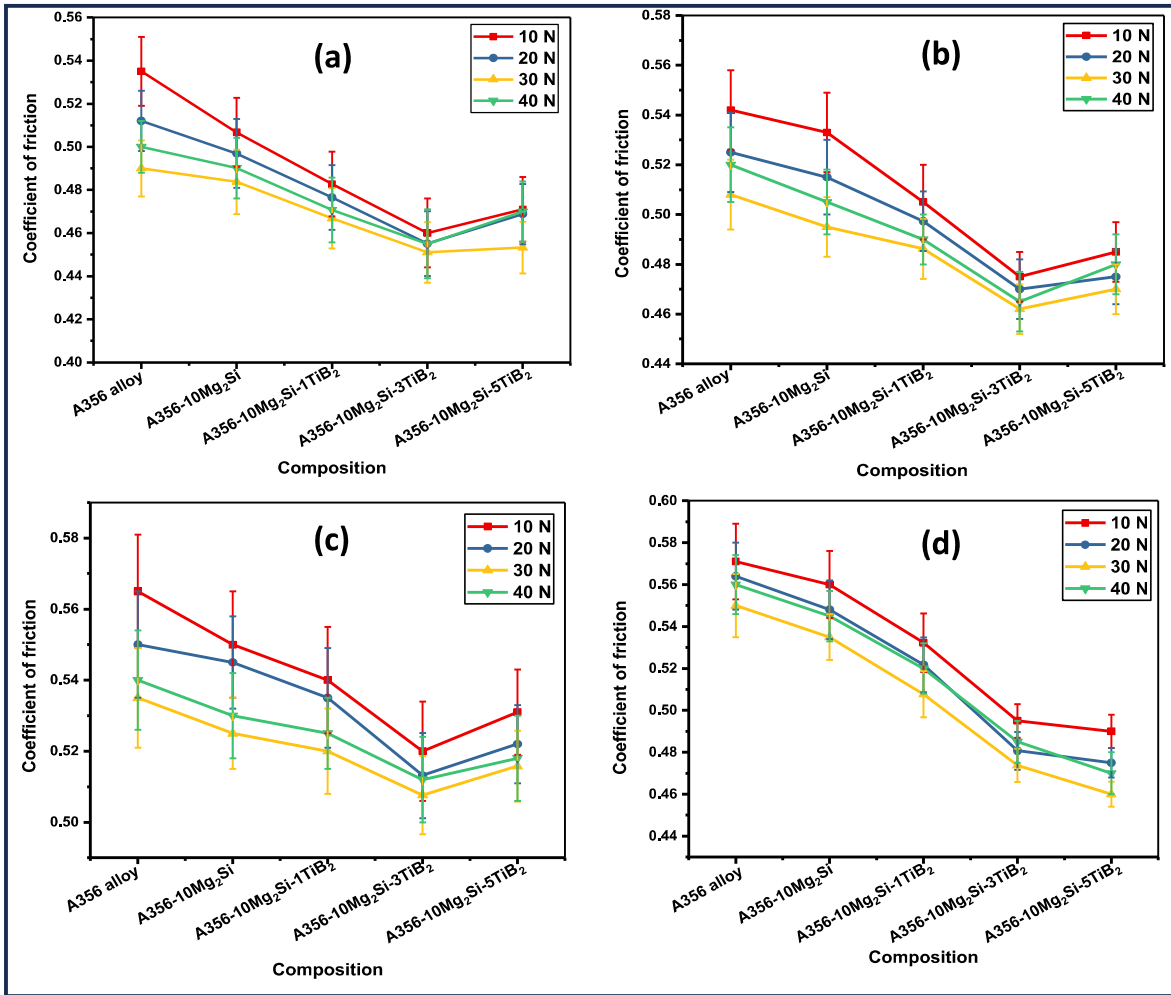 (a)
10 N
20 N
30 N
40 N
0.56
0.54
0.52
0.50
0.48
0.46
0.44
0.42
0.40
Coefficient of friction
A356 alloy
A356-10Mg₂Si
A356-10Mg₂Si-1TiB₂
A356-10Mg₂Si-3TiB₂
A356-10Mg₂Si-5TiB₂
Composition
(b)
10 N
20 N
30 N
40 N
0.58
0.56
0.54
0.52
0.50
0.48
0.46
0.44
Coefficient of friction
A356 alloy
A356-10Mg₂Si
A356-10Mg₂Si-1TiB₂
A356-10Mg₂Si-3TiB₂
A356-10Mg₂Si-5TiB₂
Composition
(c)
10 N
20 N
30 N
40 N
0.58
0.56
0.54
0.52
0.50
Coefficient of friction
A356 alloy
A356-10Mg₂Si
A356-10Mg₂Si-1TiB₂
A356-10Mg₂Si-3TiB₂
A356-10Mg₂Si-5TiB₂
Composition
(d)
10 N
20 N
30 N
40 N
0.60
0.58
0.56
0.54
0.52
0.50
0.48
0.46
0.44
Coefficient of friction
A356 alloy
A356-10Mg₂Si
A356-10Mg₂Si-1TiB₂
A356-10Mg₂Si-3TiB₂
A356-10Mg₂Si-5TiB₂
Composition